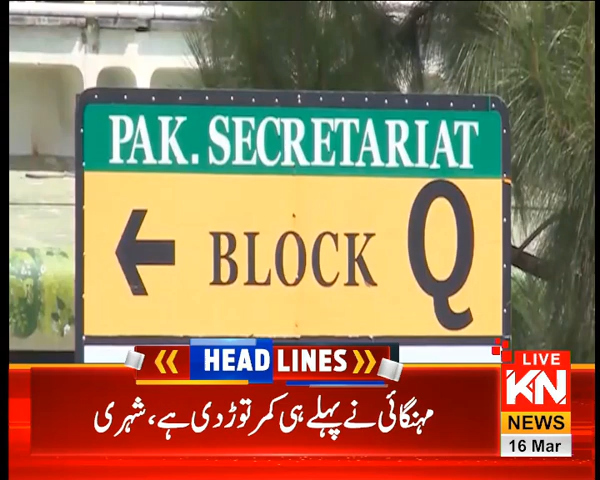 PAK. SECRETARIAT
← BLOCK Q
HEAD LINES
مہنگائی نے پہلے ہی کمر توڑ دی ہے، شہری
LIVE
KN
NEWS
16 Mar